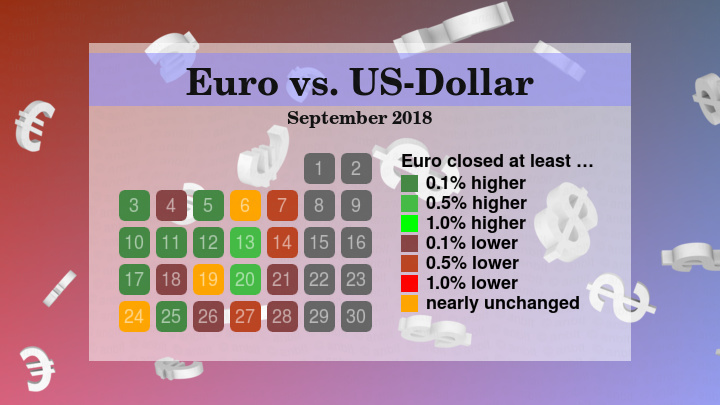 Euro vs. US-Dollar
September 2018
1 2
3 4 5 6 7 8 9
10 11 12 13 14 15 16
17 18 19 20 21 22 23
24 25 26 27 28 29 30
Euro closed at least …
0.1% higher
0.5% higher
1.0% higher
0.1% lower
0.5% lower
1.0% lower
nearly unchanged